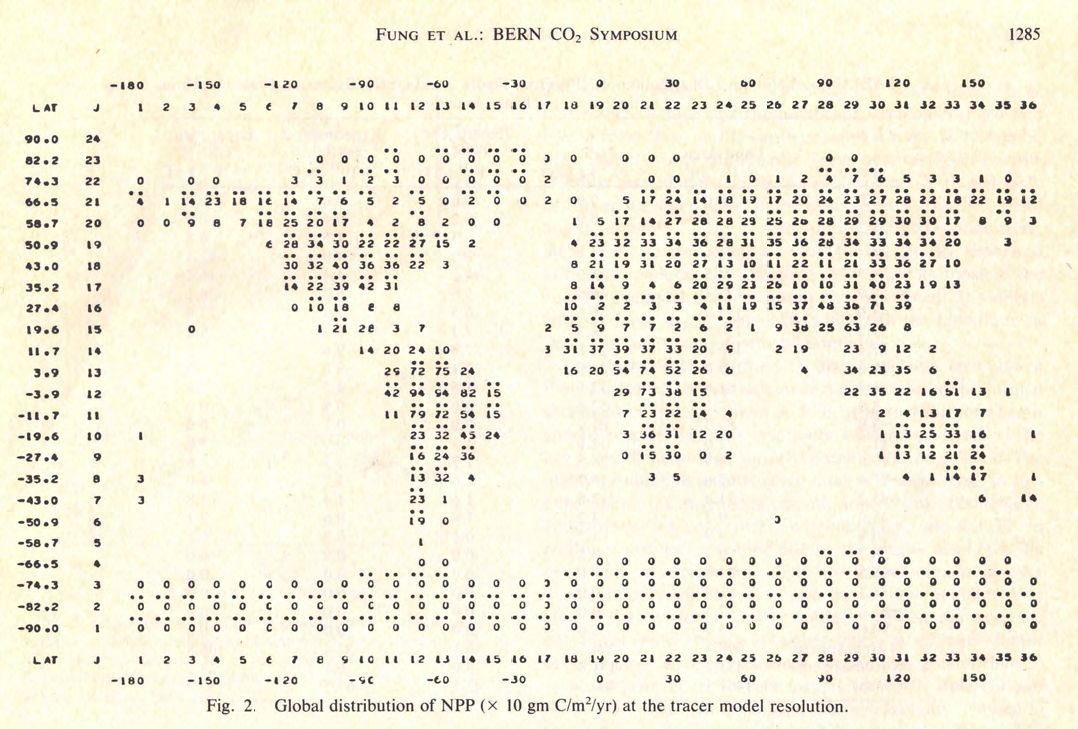 FUNG ET AL.: BERN CO₂ SYMPOSIUM 1285
-180 -150 -120 -90 -60 -30 0 30 60 90 120 150
LAT J 1 2 3 4 5 6 7 8 9 10 11 12 13 14 15 16 17 18 19 20 21 22 23 24 25 26 27 28 29 30 31 32 33 34 35 36
90.0 24
82.2 23 0 0 0 0 0 0 0 0 0 0 0 0 0 0 0
74.3 22 0 0 0 3 3 1 2 3 0 0 0 0 0 2 0 0 1 0 1 2 4 7 6 5 3 3 1 0
66.5 21 4 1 14 23 18 16 14 7 6 5 2 5 0 2 0 0 2 0 5 17 24 14 18 19 17 20 24 23 27 28 22 18 22 19 12
58.7 20 0 0 9 8 7 18 25 20 17 4 2 8 2 0 0 1 5 17 14 27 28 28 29 25 26 28 29 29 30 30 17 8 9 3
50.9 19 6 28 34 30 22 22 27 15 2 4 23 32 33 34 36 28 31 35 36 28 34 33 34 34 20 3
43.0 18 30 32 40 36 36 22 3 8 21 19 31 20 27 13 10 11 22 11 21 33 36 27 10
35.2 17 14 22 39 42 31 8 14 9 4 6 20 29 23 26 10 10 31 40 23 19 13
27.4 16 0 10 18 8 8 10 2 2 3 3 4 11 19 15 37 48 36 71 39
19.6 15 0 1 21 28 3 7 2 5 9 7 7 2 6 2 1 9 38 25 63 26 8
11.7 14 14 20 24 10 3 31 37 39 37 33 20 9 2 19 23 9 12 2
3.9 13 29 72 75 24 16 20 54 74 52 26 6 4 34 23 35 6
-3.9 12 42 94 94 82 15 29 73 38 15 22 35 22 16 51 13 1
-11.7 11 11 79 72 54 15 7 23 22 14 4 2 4 13 17 7
-19.6 10 1 23 32 45 24 3 36 31 12 20 1 13 25 33 16 1
-27.4 9 16 24 36 0 15 30 0 2 1 13 12 21 24
-35.2 8 3 13 32 4 3 5 4 1 14 17 1
-43.0 7 3 23 1 6 14
-50.9 6 19 0
-58.7 5 1
-66.5 4 0 0 0 0 0 0 0 0 0 0 0 0 0 0 0 0 0 0 0
-74.3 3 0 0 0 0 0 0 0 0 0 0 0 0 0 0 0 0 0 0 0 0 0 0 0 0 0 0 0 0 0 0 0 0 0 0 0 0
-82.2 2 0 0 0 0 0 0 0 0 0 0 0 0 0 0 0 0 0 0 0 0 0 0 0 0 0 0 0 0 0 0 0 0 0 0 0 0
-90.0 1 0 0 0 0 0 0 0 0 0 0 0 0 0 0 0 0 0 0 0 0 0 0 0 0 0 0 0 0 0 0 0 0 0 0 0 0
LAT J 1 2 3 4 5 6 7 8 9 10 11 12 13 14 15 16 17 18 19 20 21 22 23 24 25 26 27 28 29 30 31 32 33 34 35 36
-180 -150 -120 -90 -60 -30 0 30 60 90 120 150
Fig. 2. Global distribution of NPP (× 10 gm C/m²/yr) at the tracer model resolution.